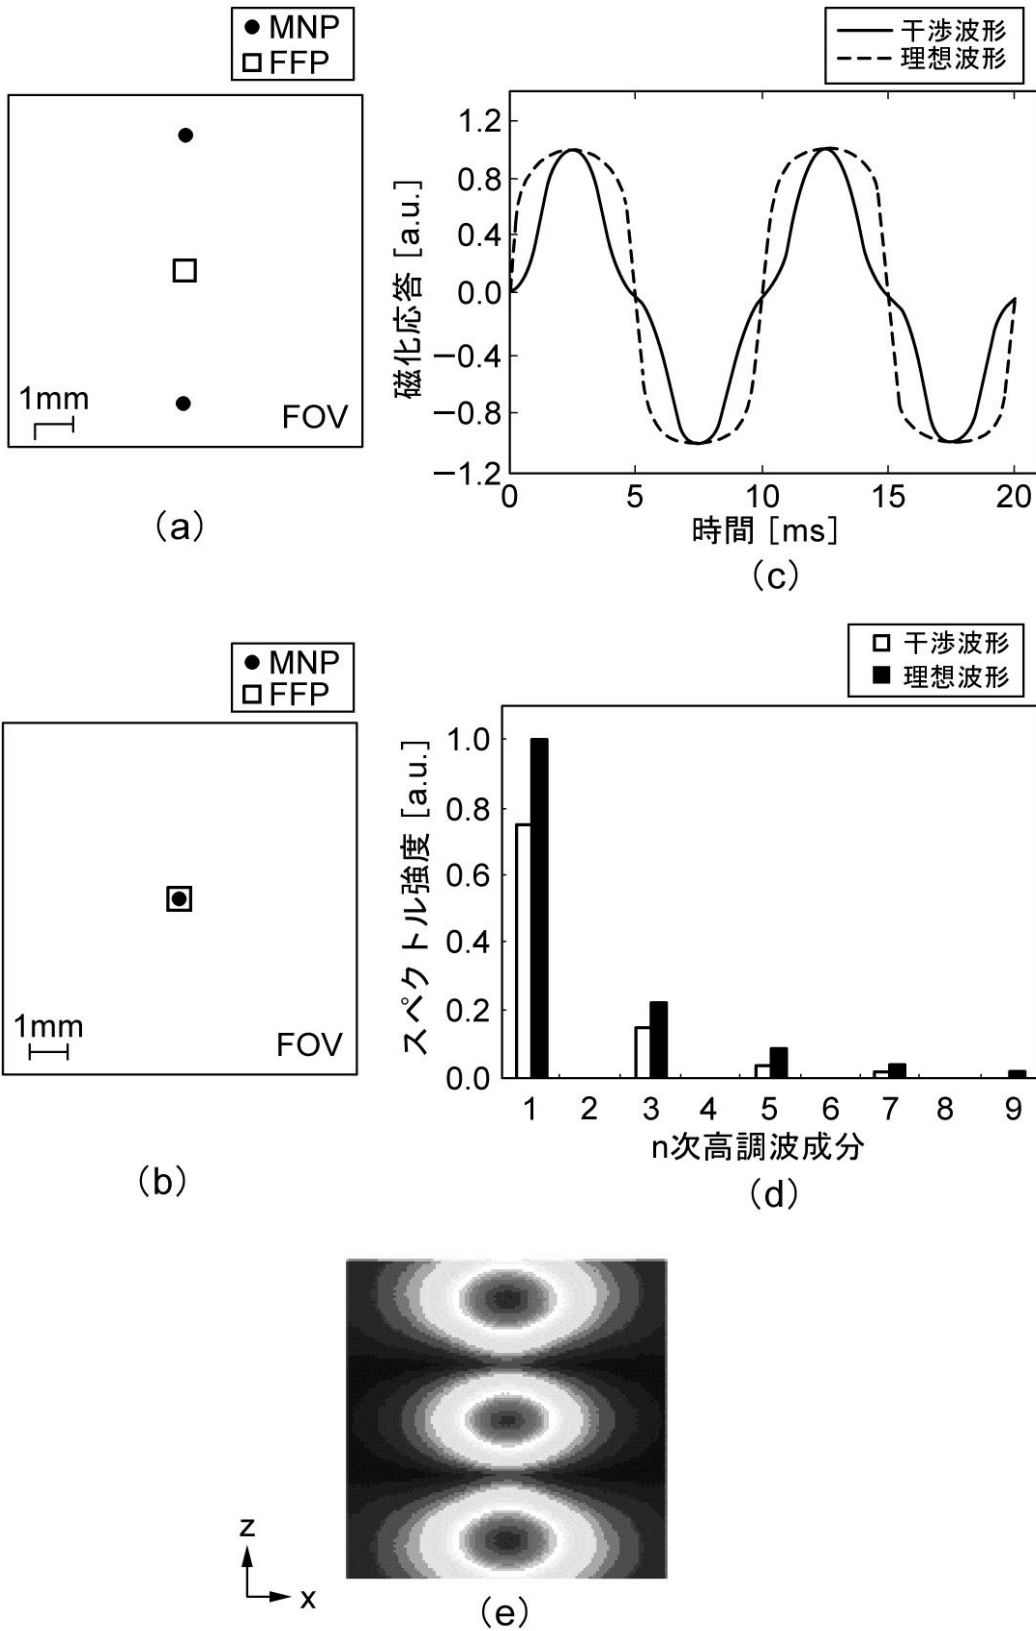 ● MNP
□ FFP
1mm
FOV
（a）
干渉波形
理想波形
磁化応答［a.u.］
1.2
0.8
0.4
0.0
−0.4
−0.8
−1.2
0 5 10 15 20
時間［ms］
（c）
● MNP
□ FFP
1mm
FOV
（b）
□ 干渉波形
■ 理想波形
スペクトル強度［a.u.］
1.0
0.8
0.6
0.4
0.2
0.0
1 2 3 4 5 6 7 8 9
n次高調波成分
（d）
z
x
（e）